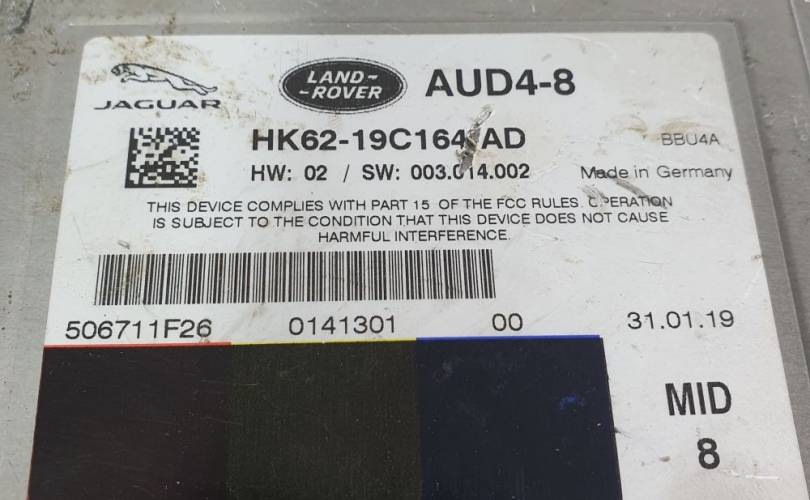 JAGUAR
LAND-
-ROVER
AUD4-8
HK62-19C164-AD
BBU4A
HW: 02 / SW: 003.014.002
Made in Germany
THIS DEVICE COMPLIES WITH PART 15 OF THE FCC RULES. OPERATION
IS SUBJECT TO THE CONDITION THAT THIS DEVICE DOES NOT CAUSE
HARMFUL INTERFERENCE.
506711F26 0141301 00 31.01.19
MID
8